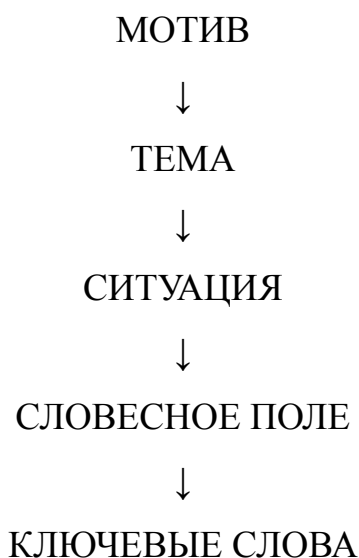 МОТИВ
↓
ТЕМА
↓
СИТУАЦИЯ
↓
СЛОВЕСНОЕ ПОЛЕ
↓
КЛЮЧЕВЫЕ СЛОВА